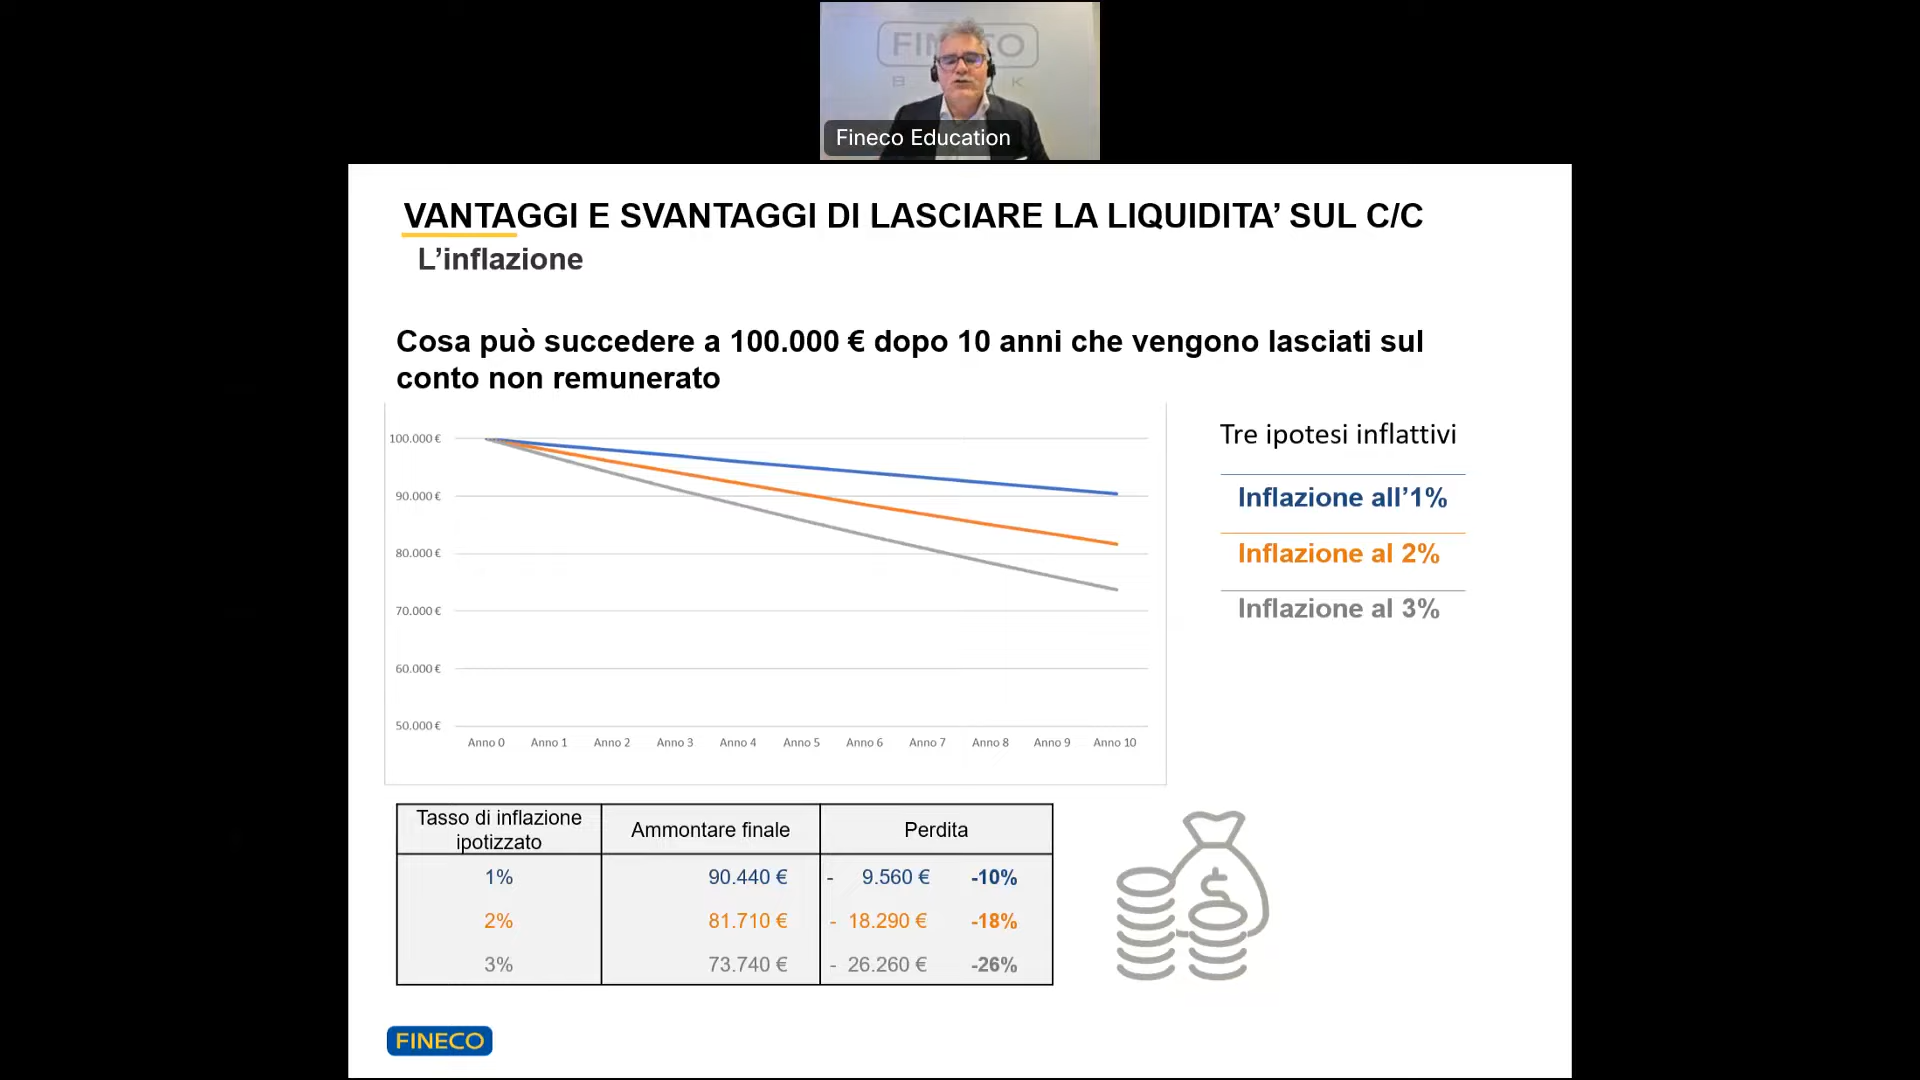 FINECO
B K
Fineco Education
VANTAGGI E SVANTAGGI DI LASCIARE LA LIQUIDITA’ SUL C/C
L’inflazione
Cosa può succedere a 100.000 € dopo 10 anni che vengono lasciati sul
conto non remunerato
100.000 €
90.000 €
80.000 €
70.000 €
60.000 €
50.000 €
Anno 0 Anno 1 Anno 2 Anno 3 Anno 4 Anno 5 Anno 6 Anno 7 Anno 8 Anno 9 Anno 10
Tre ipotesi inflattivi
Inflazione all’1%
Inflazione al 2%
Inflazione al 3%
Tasso di inflazione
ipotizzato
Ammontare finale
Perdita
1% 90.440 € - 9.560 € -10%
2% 81.710 € - 18.290 € -18%
3% 73.740 € - 26.260 € -26%
FINECO